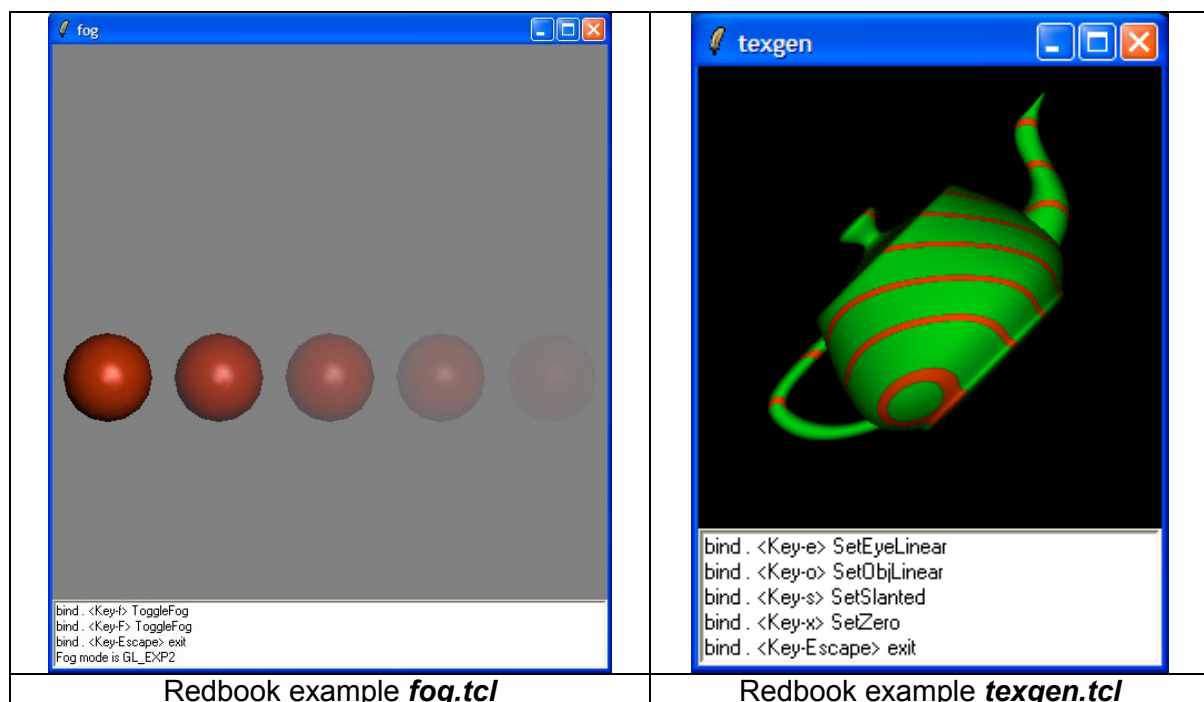 fog
bind . <Key-f> ToggleFog
bind . <Key-F> ToggleFog
bind . <Key-Escape> exit
Fog mode is GL_EXP2
Redbook example fog.tcl
texgen
bind . <Key-e> SetEyeLinear
bind . <Key-o> SetObjLinear
bind . <Key-s> SetSlanted
bind . <Key-x> SetZero
bind . <Key-Escape> exit
Redbook example texgen.tcl